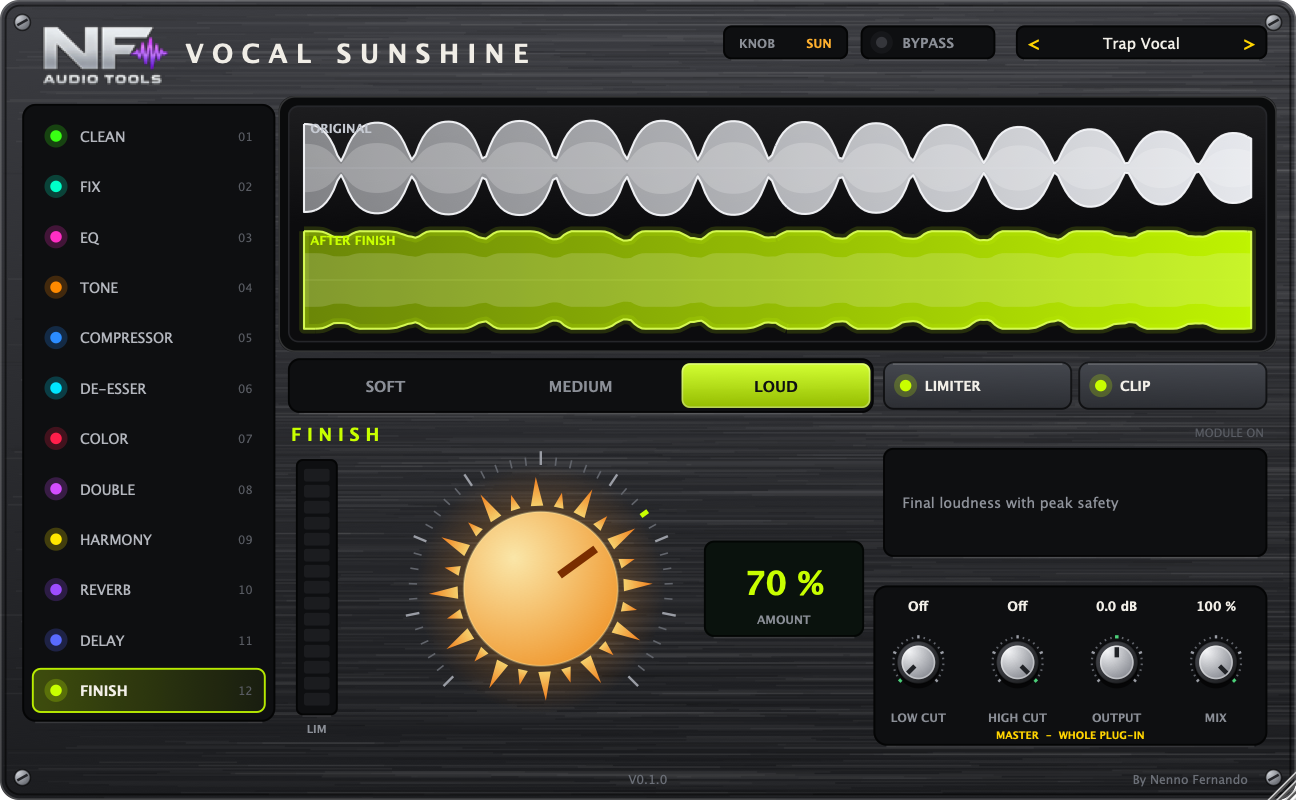 NF
AUDIO TOOLS
VOCAL SUNSHINE
KNOB SUN
BYPASS
< Trap Vocal >
CLEAN 01
FIX 02
EQ 03
TONE 04
COMPRESSOR 05
DE-ESSER 06
COLOR 07
DOUBLE 08
HARMONY 09
REVERB 10
DELAY 11
FINISH 12
ORIGINAL
AFTER FINISH
SOFT MEDIUM LOUD
LIMITER
CLIP
FINISH
MODULE ON
LIM
70 %
AMOUNT
Final loudness with peak safety
Off Off 0.0 dB 100 %
LOW CUT HIGH CUT OUTPUT MIX
MASTER – WHOLE PLUG-IN
V0.1.0
By Nenno Fernando